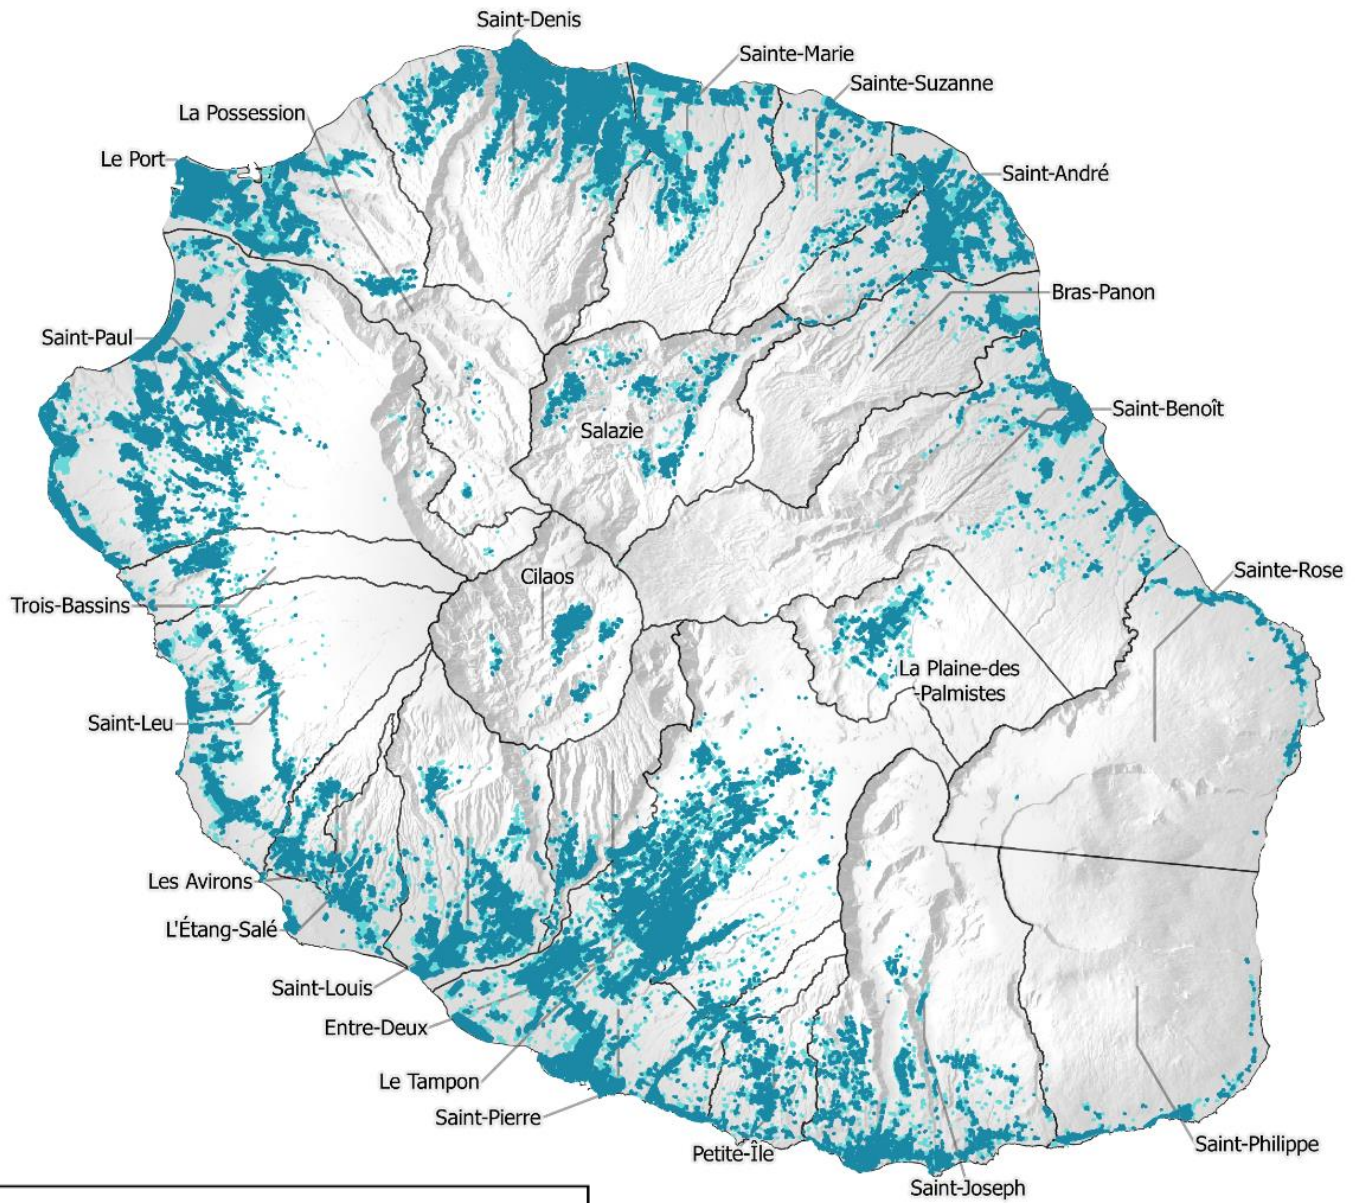 Saint-Denis
Sainte-Marie
Sainte-Suzanne
La Possession
Le Port
Saint-André
Bras-Panon
Saint-Paul
Saint-Benoît
Salazie
Sainte-Rose
Cilaos
Trois-Bassins
La Plaine-des
-Palmistes
Saint-Leu
Les Avirons
L'Étang-Salé
Saint-Louis
Entre-Deux
Le Tampon
Saint-Pierre
Petite-Île
Saint-Philippe
Saint-Joseph